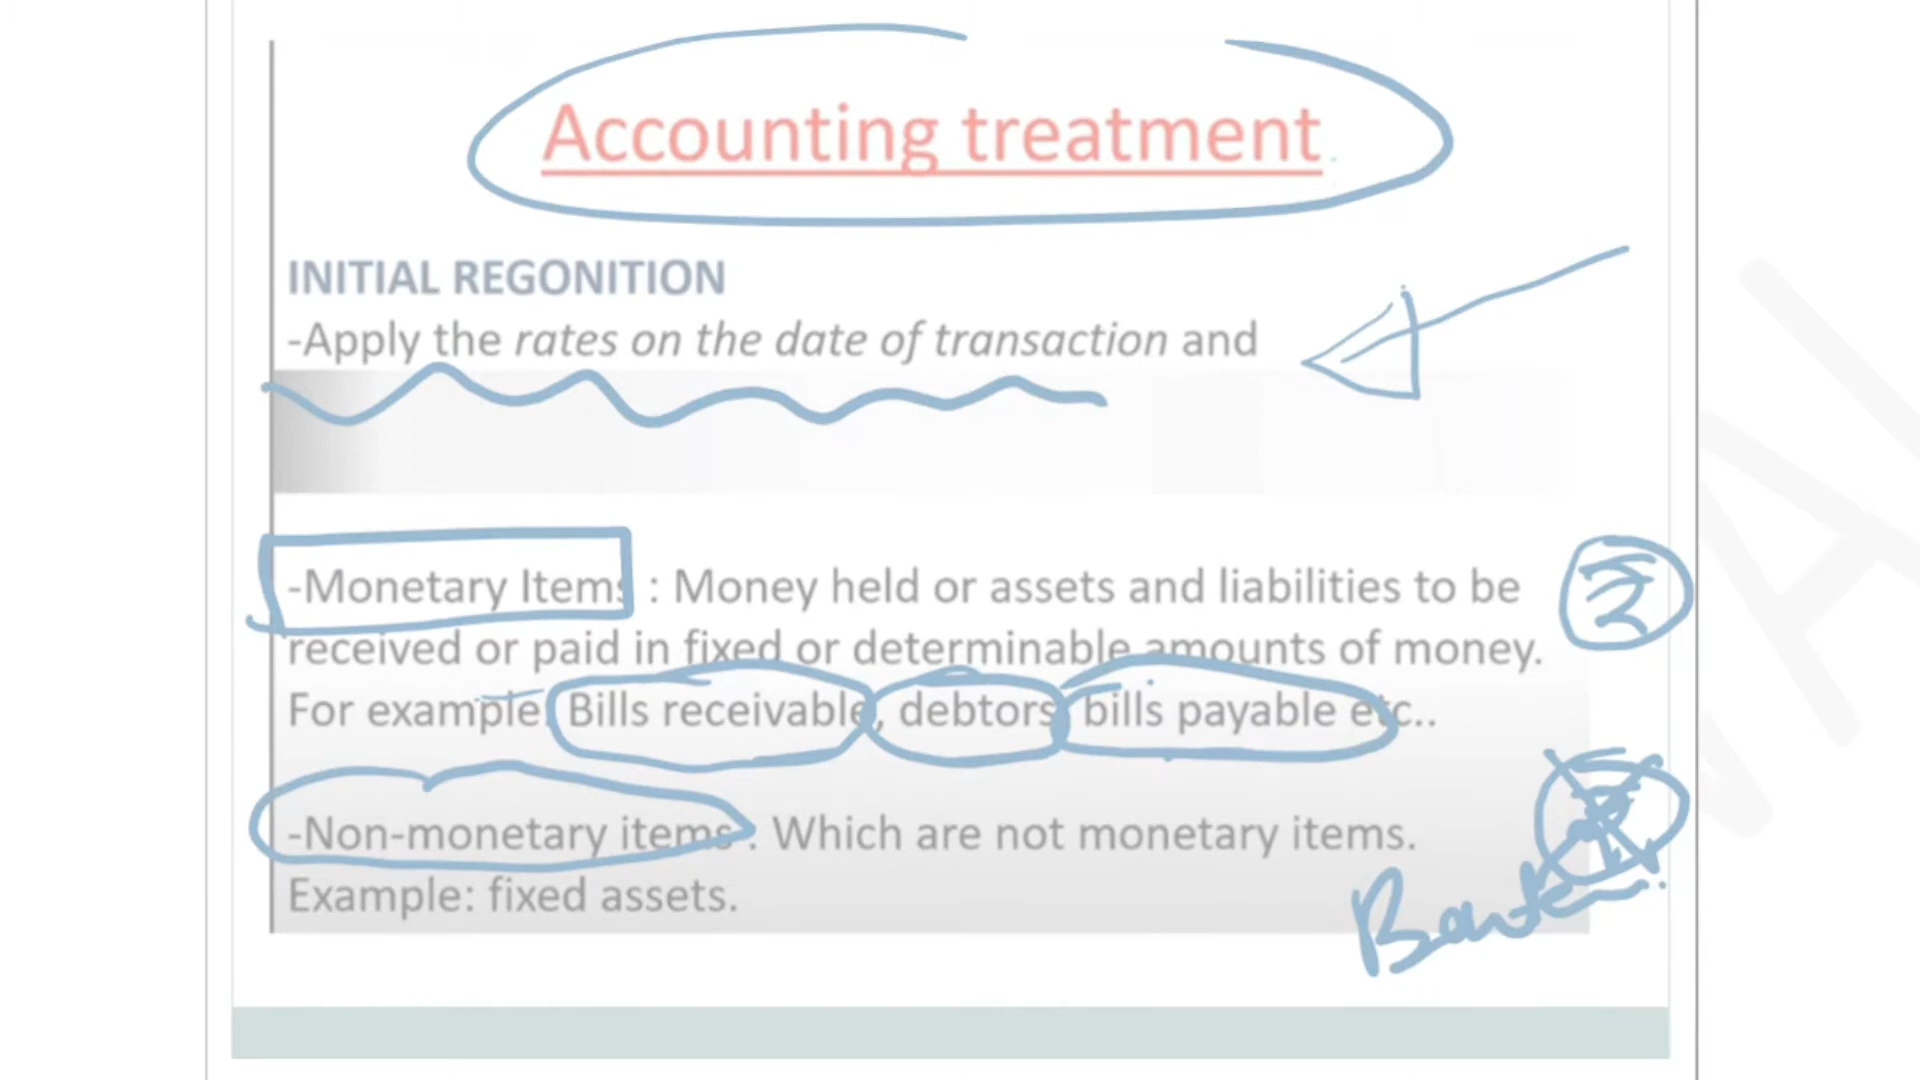 Accounting treatment
INITIAL REGONITION
-Apply the rates on the date of transaction and
-Monetary Items : Money held or assets and liabilities to be
received or paid in fixed or determinable amounts of money.
For example: Bills receivable, debtors, bills payable etc..
-Non-monetary items : Which are not monetary items.
Example: fixed assets.